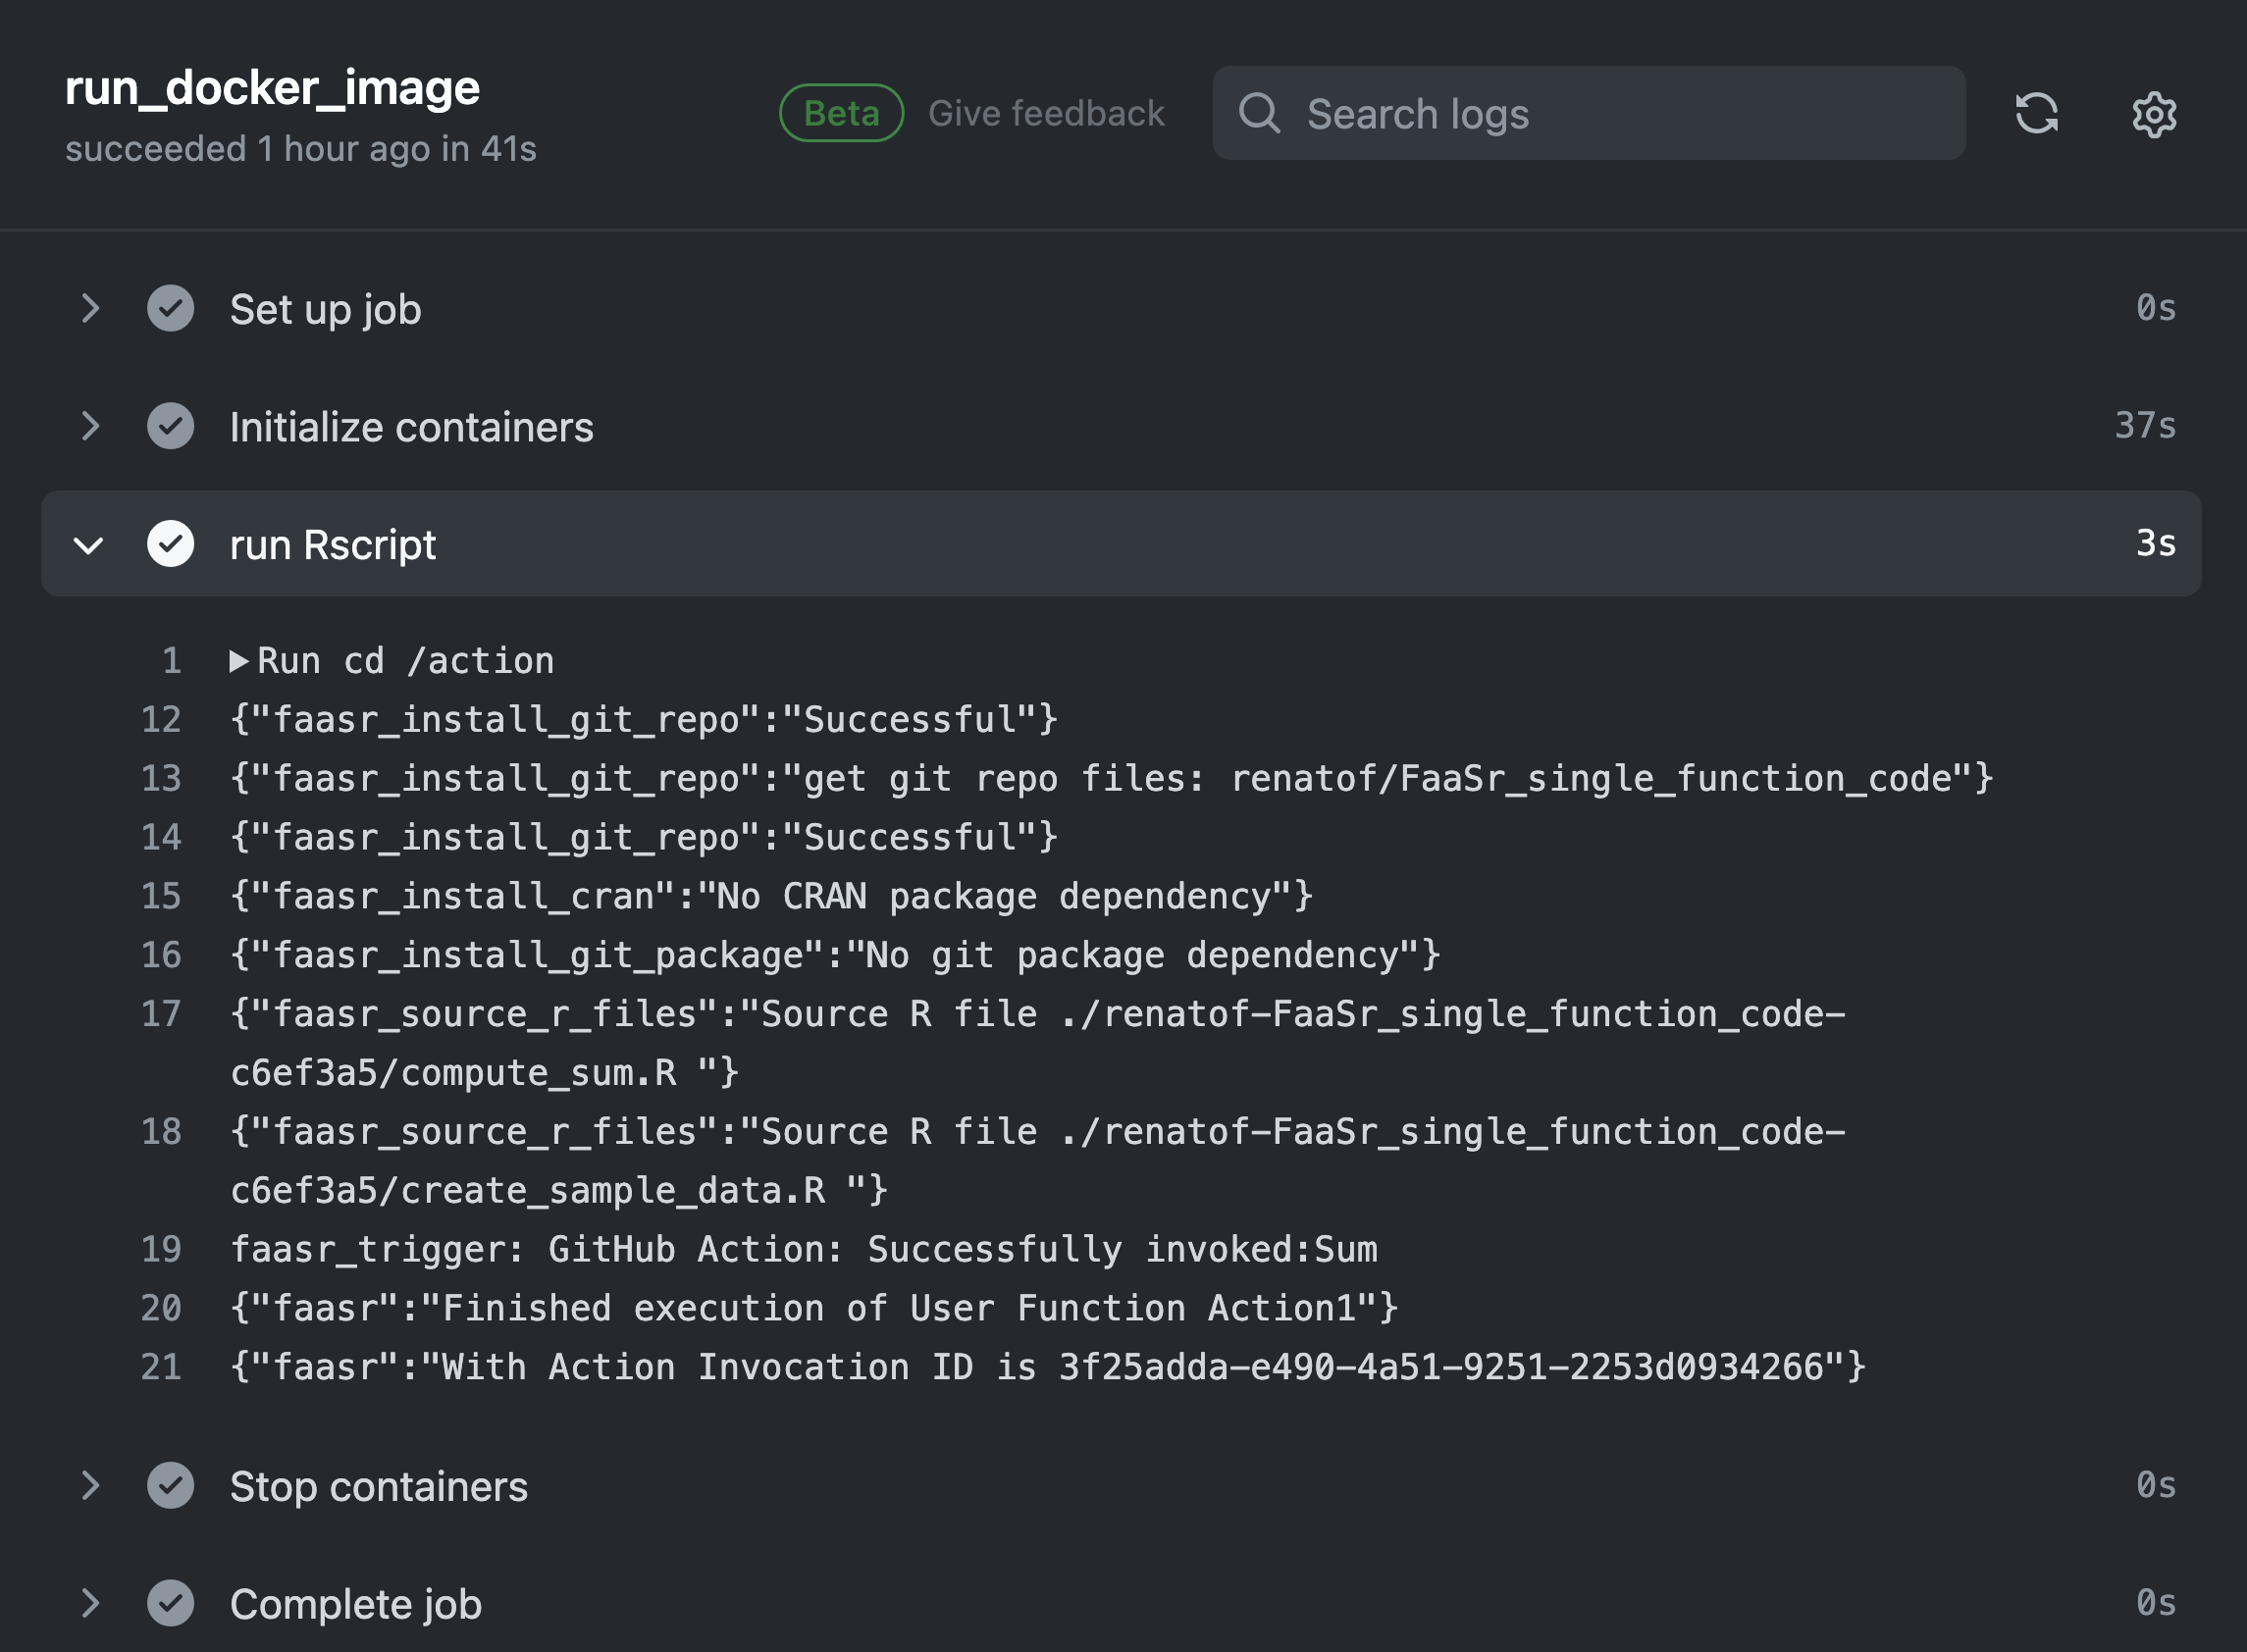 run_docker_image
succeeded 1 hour ago in 41s
Beta
Give feedback
Search logs
Set up job 0s
Initialize containers 37s
run Rscript 3s
1 ▶Run cd /action
12 {"faasr_install_git_repo":"Successful"}
13 {"faasr_install_git_repo":"get git repo files: renatof/FaaSr_single_function_code"}
14 {"faasr_install_git_repo":"Successful"}
15 {"faasr_install_cran":"No CRAN package dependency"}
16 {"faasr_install_git_package":"No git package dependency"}
17 {"faasr_source_r_files":"Source R file ./renatof-FaaSr_single_function_code-
c6ef3a5/compute_sum.R "}
18 {"faasr_source_r_files":"Source R file ./renatof-FaaSr_single_function_code-
c6ef3a5/create_sample_data.R "}
19 faasr_trigger: GitHub Action: Successfully invoked:Sum
20 {"faasr":"Finished execution of User Function Action1"}
21 {"faasr":"With Action Invocation ID is 3f25adda-e490-4a51-9251-2253d0934266"}
Stop containers 0s
Complete job 0s